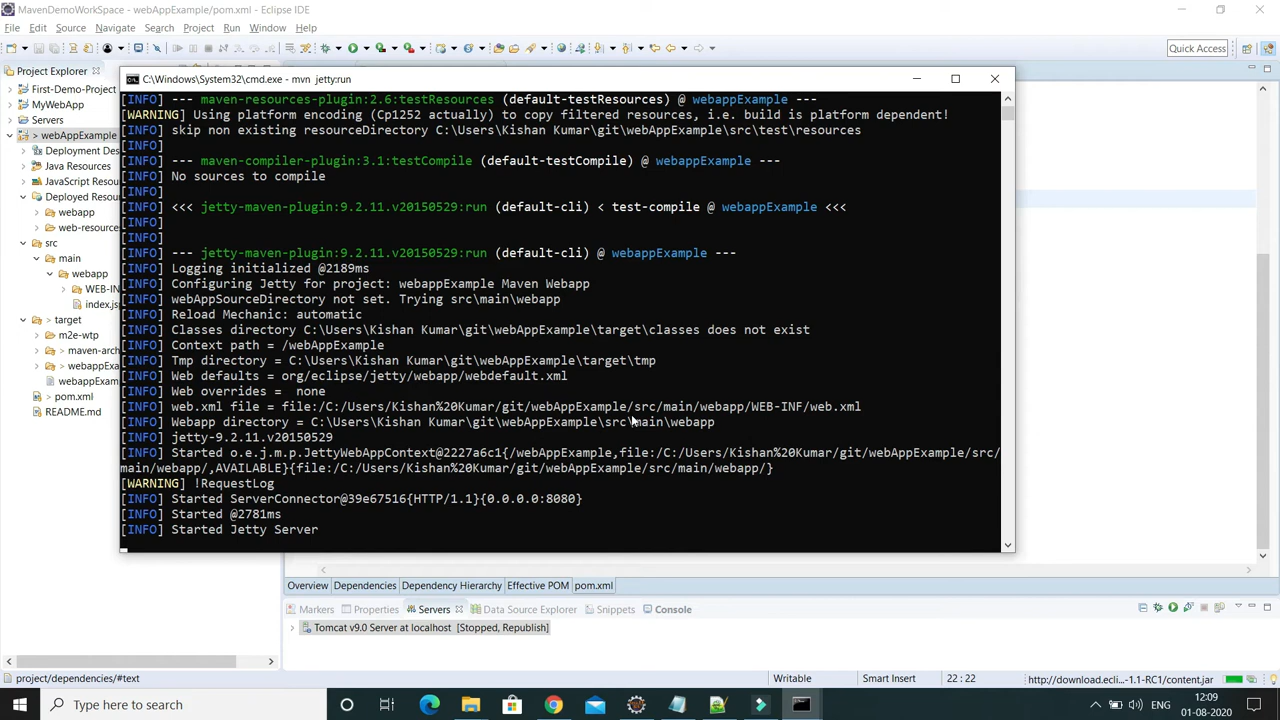 MavenDemoWorkSpace - webAppExample/pom.xml - Eclipse IDE
File Edit Source Navigate Search Project Run Window Help
Quick Access
Project Explorer
First-Demo-Project
MyWebApp
Servers
> webAppExample
Deployment Des
Java Resources
JavaScript Resou
Deployed Resou
webapp
web-resource
src
main
webapp
WEB-IN
index.js
> target
m2e-wtp
> maven-arch
> webappExa
webappExam
> pom.xml
README.md
C:\Windows\System32\cmd.exe - mvn jetty:run
[INFO] --- maven-resources-plugin:2.6:testResources (default-testResources) @ webappExample ---
[WARNING] Using platform encoding (Cp1252 actually) to copy filtered resources, i.e. build is platform dependent!
[INFO] skip non existing resourceDirectory C:\Users\Kishan Kumar\git\webAppExample\src\test\resources
[INFO]
[INFO] --- maven-compiler-plugin:3.1:testCompile (default-testCompile) @ webappExample ---
[INFO] No sources to compile
[INFO]
[INFO] <<< jetty-maven-plugin:9.2.11.v20150529:run (default-cli) < test-compile @ webappExample <<<
[INFO]
[INFO]
[INFO] --- jetty-maven-plugin:9.2.11.v20150529:run (default-cli) @ webappExample ---
[INFO] Logging initialized @2189ms
[INFO] Configuring Jetty for project: webappExample Maven Webapp
[INFO] webAppSourceDirectory not set. Trying src\main\webapp
[INFO] Reload Mechanic: automatic
[INFO] Classes directory C:\Users\Kishan Kumar\git\webAppExample\target\classes does not exist
[INFO] Context path = /webAppExample
[INFO] Tmp directory = C:\Users\Kishan Kumar\git\webAppExample\target\tmp
[INFO] Web defaults = org/eclipse/jetty/webapp/webdefault.xml
[INFO] Web overrides =  none
[INFO] web.xml file = file:/C:/Users/Kishan%20Kumar/git/webAppExample/src/main/webapp/WEB-INF/web.xml
[INFO] Webapp directory = C:\Users\Kishan Kumar\git\webAppExample\src\main\webapp
[INFO] jetty-9.2.11.v20150529
[INFO] Started o.e.j.m.p.JettyWebAppContext@2227a6c1{/webAppExample,file:/C:/Users/Kishan%20Kumar/git/webAppExample/src/
main/webapp/,AVAILABLE}{file:/C:/Users/Kishan%20Kumar/git/webAppExample/src/main/webapp/}
[WARNING] !RequestLog
[INFO] Started ServerConnector@39e67516{HTTP/1.1}{0.0.0.0:8080}
[INFO] Started @2781ms
[INFO] Started Jetty Server
Overview Dependencies Dependency Hierarchy Effective POM pom.xml
Markers Properties Servers Data Source Explorer Snippets Console
Tomcat v9.0 Server at localhost [Stopped, Republish]
project/dependencies/#text
Writable
Smart Insert
22 : 22
http://download.ecli...-1.1-RC1/content.jar
Type here to search
ENG
12:09
01-08-2020